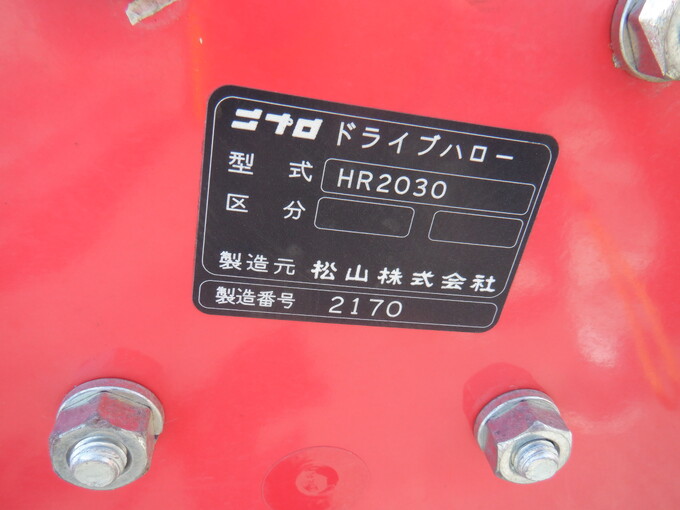 ニプロ ドライブハロー
型式 HR2030
区分
製造元 松山株式会社
製造番号 2170